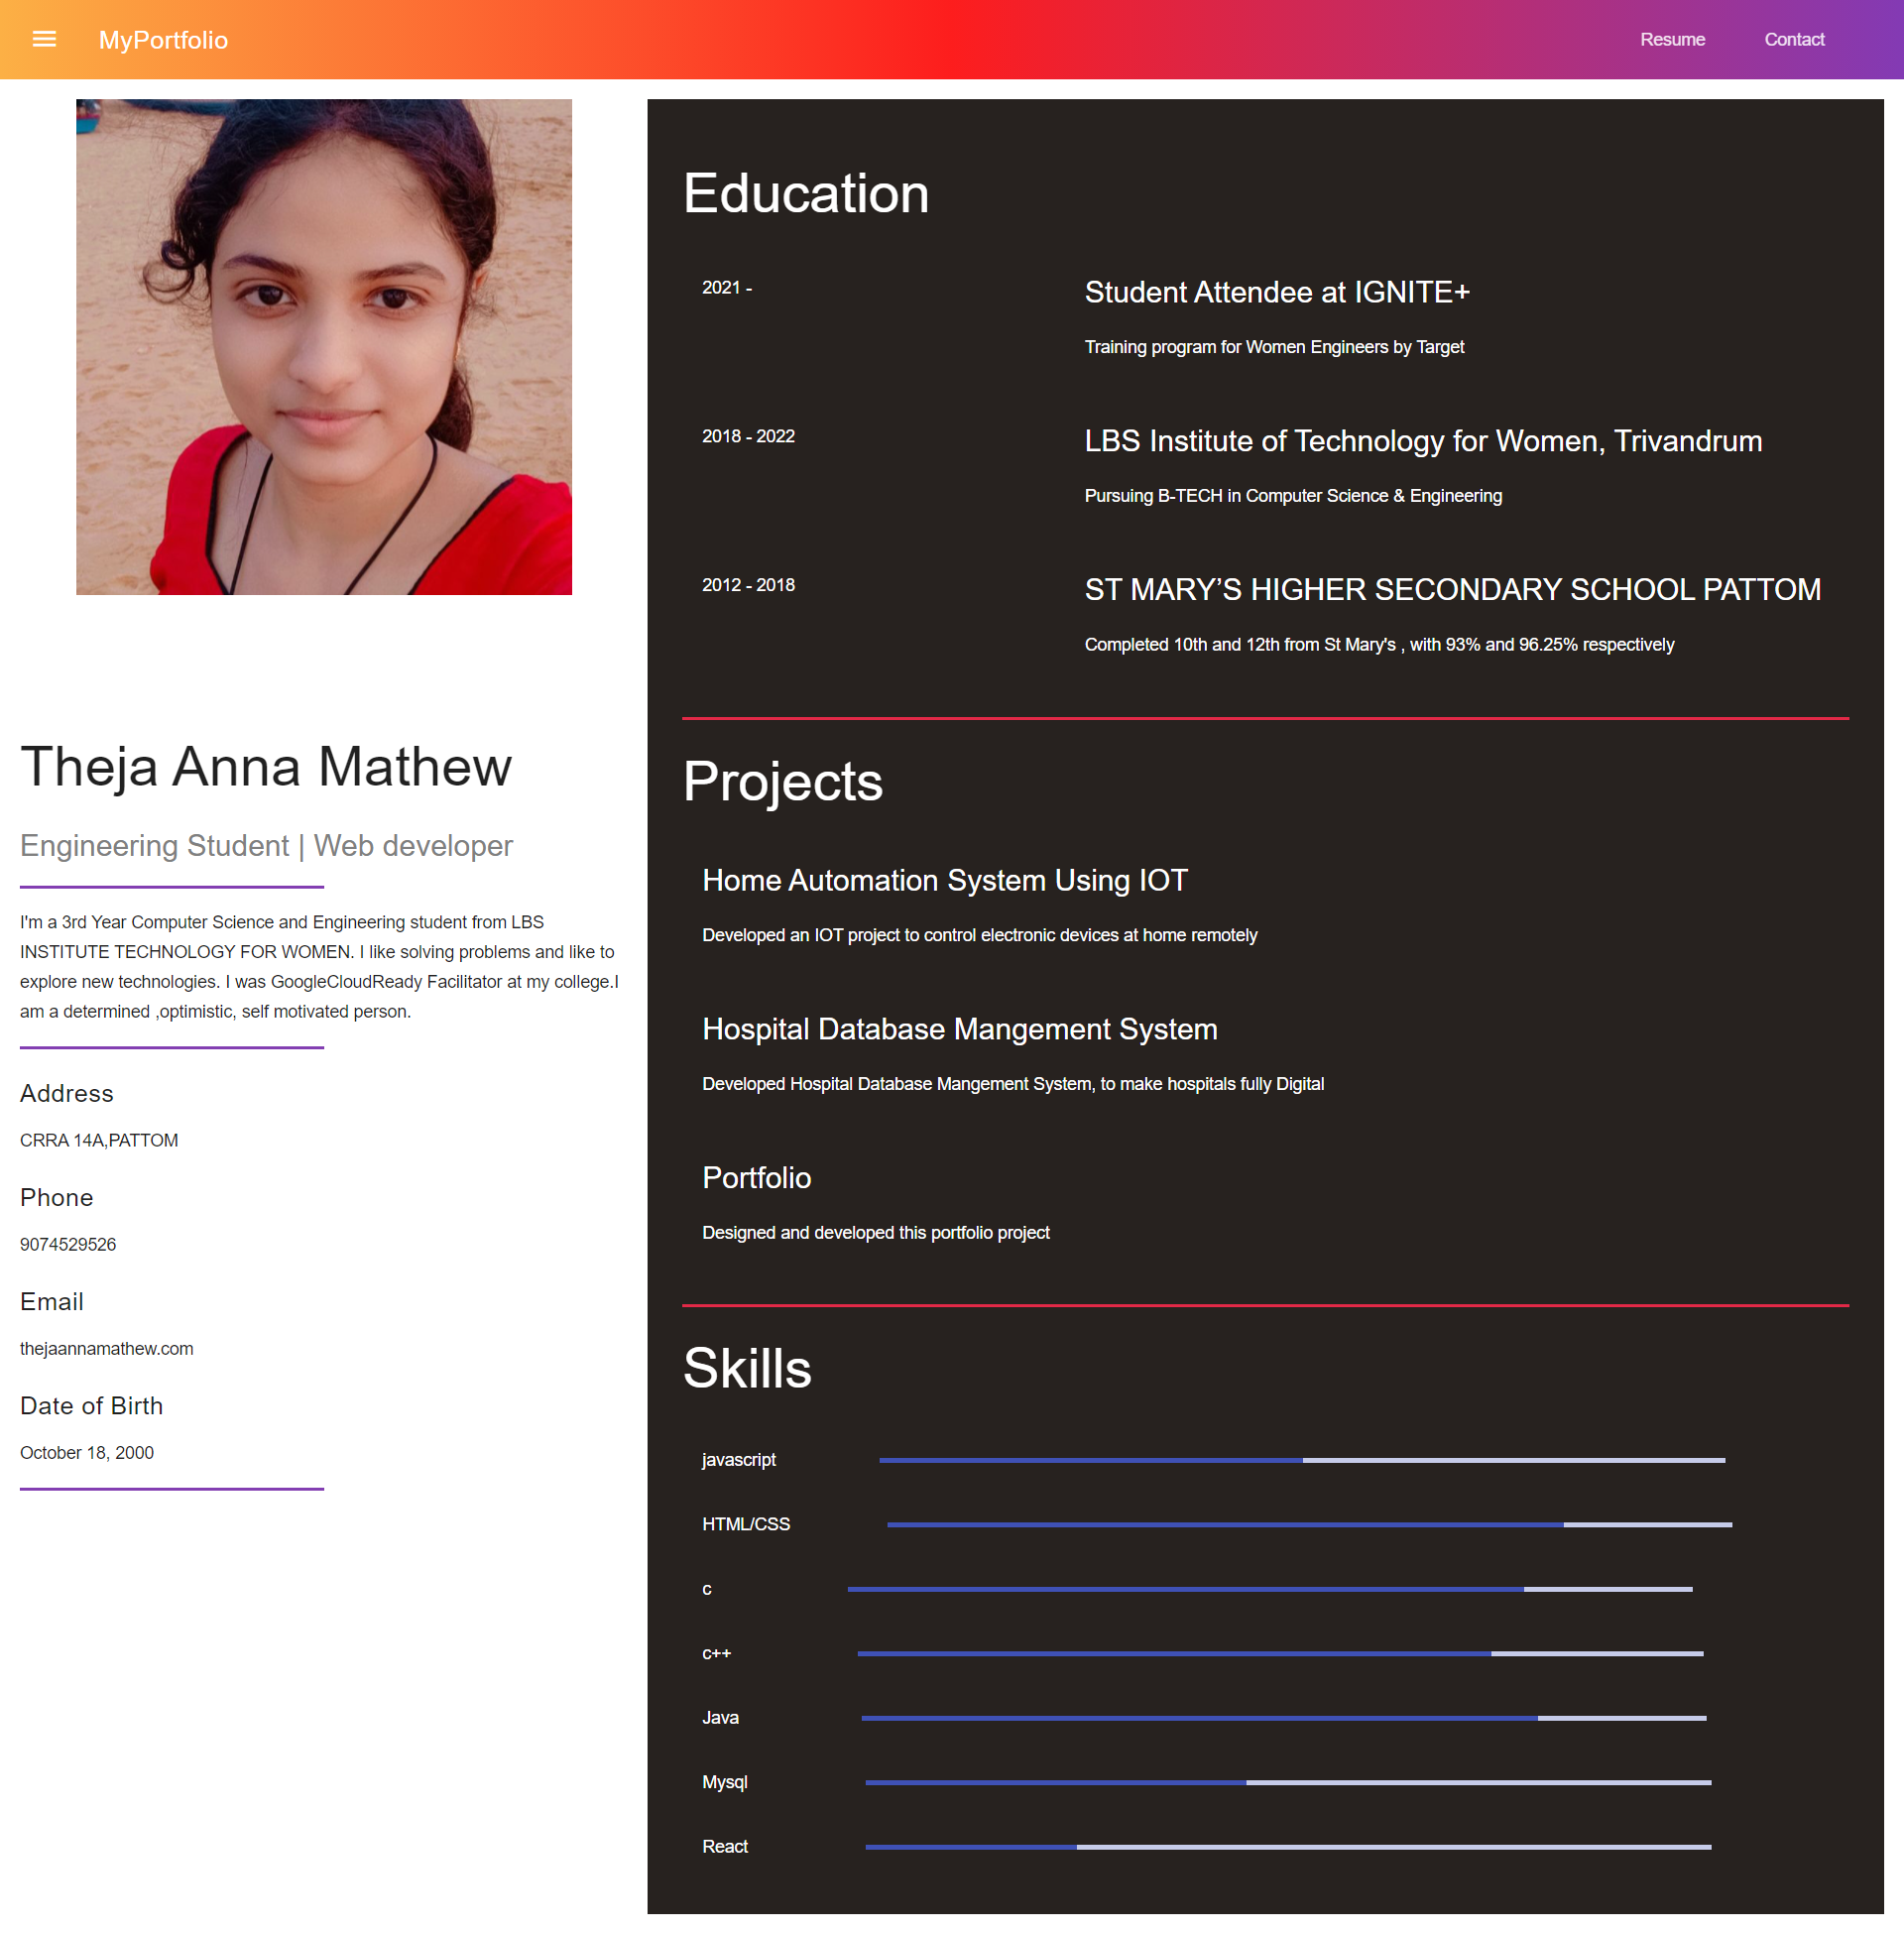 MyPortfolio
Resume
Contact
Theja Anna Mathew
Engineering Student | Web developer
I'm a 3rd Year Computer Science and Engineering student from LBS
INSTITUTE TECHNOLOGY FOR WOMEN. I like solving problems and like to
explore new technologies. I was GoogleCloudReady Facilitator at my college.I
am a determined ,optimistic, self motivated person.
Address
CRRA 14A,PATTOM
Phone
9074529526
Email
thejaannamathew.com
Date of Birth
October 18, 2000
Education
2021 -
Student Attendee at IGNITE+
Training program for Women Engineers by Target
2018 - 2022
LBS Institute of Technology for Women, Trivandrum
Pursuing B-TECH in Computer Science & Engineering
2012 - 2018
ST MARY’S HIGHER SECONDARY SCHOOL PATTOM
Completed 10th and 12th from St Mary's , with 93% and 96.25% respectively
Projects
Home Automation System Using IOT
Developed an IOT project to control electronic devices at home remotely
Hospital Database Mangement System
Developed Hospital Database Mangement System, to make hospitals fully Digital
Portfolio
Designed and developed this portfolio project
Skills
javascript
HTML/CSS
c
c++
Java
Mysql
React